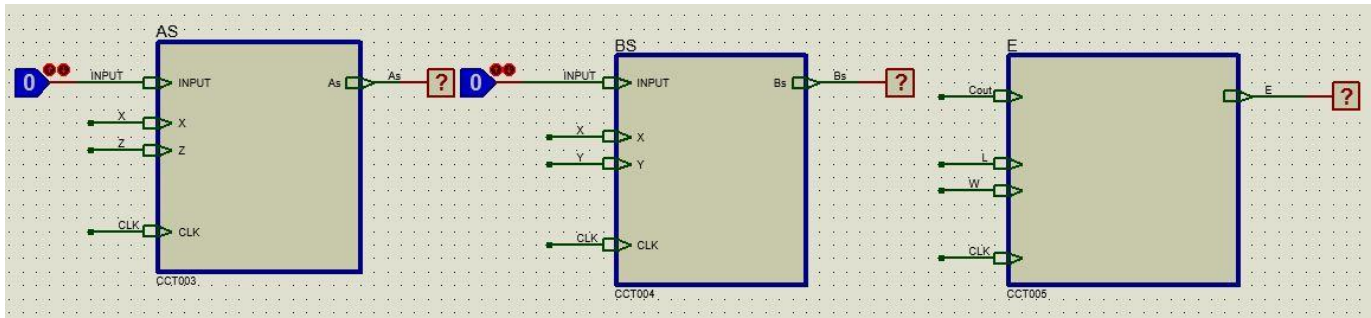 AS
0 INPUT INPUT As As ?
X X
Z Z
CLK CLK
CCT003
BS
0 INPUT INPUT Bs Bs ?
X X
Y Y
CLK CLK
CCT004
E
Cout E ?
L
W
CLK
CCT005